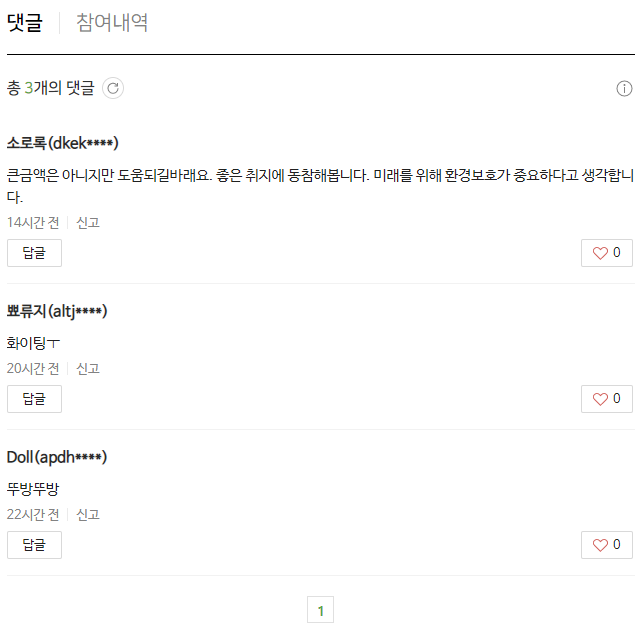 댓글 참여내역
총 3개의 댓글
소로록(dkek****)
큰금액은 아니지만 도움되길바래요. 좋은 취지에 동참해봅니다. 미래를 위해 환경보호가 중요하다고 생각합니
다.
14시간 전 신고
답글 0
뾰류지(altj****)
화이팅ㅜ
20시간 전 신고
답글 0
Doll(apdh****)
뚜방뚜방
22시간 전 신고
답글 0
1